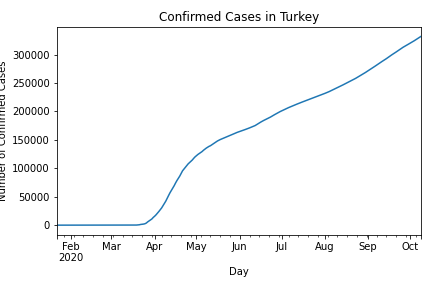 Confirmed Cases in Turkey
300000
250000
200000
150000
100000
50000
0
Number of Confirmed Cases
Feb Mar Apr May Jun Jul Aug Sep Oct
2020
Day